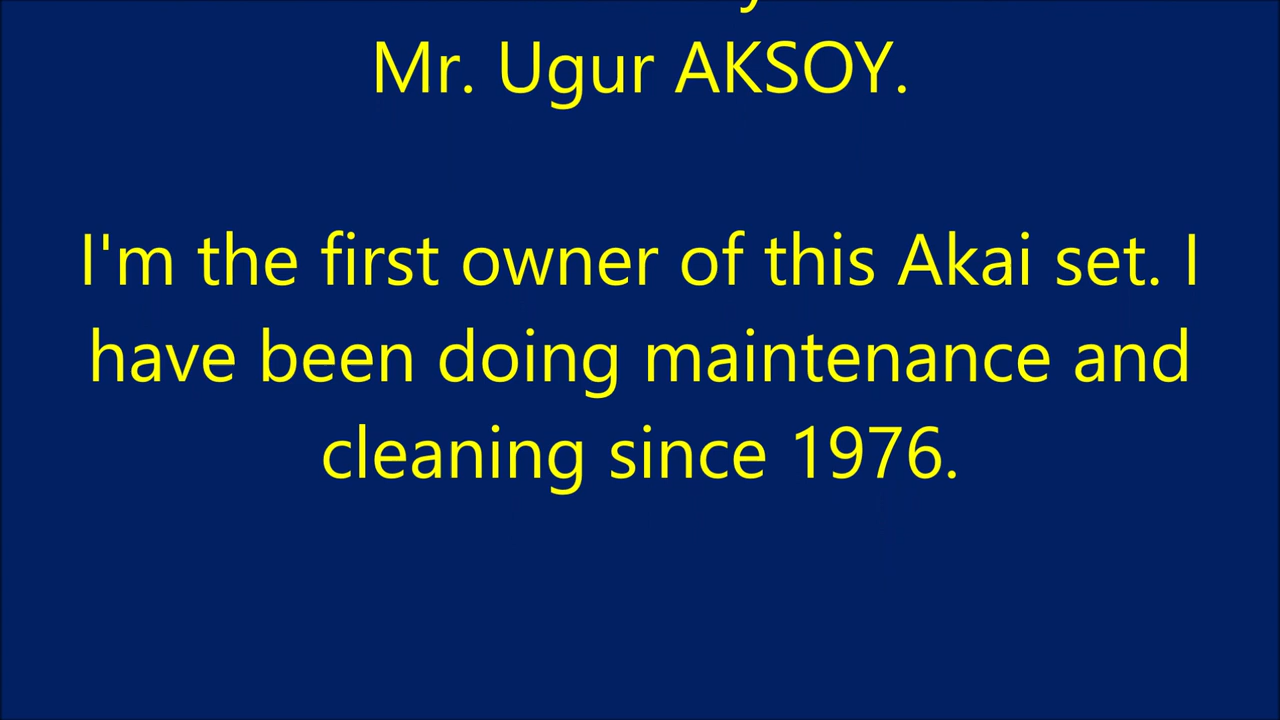 Mr. Ugur AKSOY.
I'm the first owner of this Akai set. I
have been doing maintenance and
cleaning since 1976.